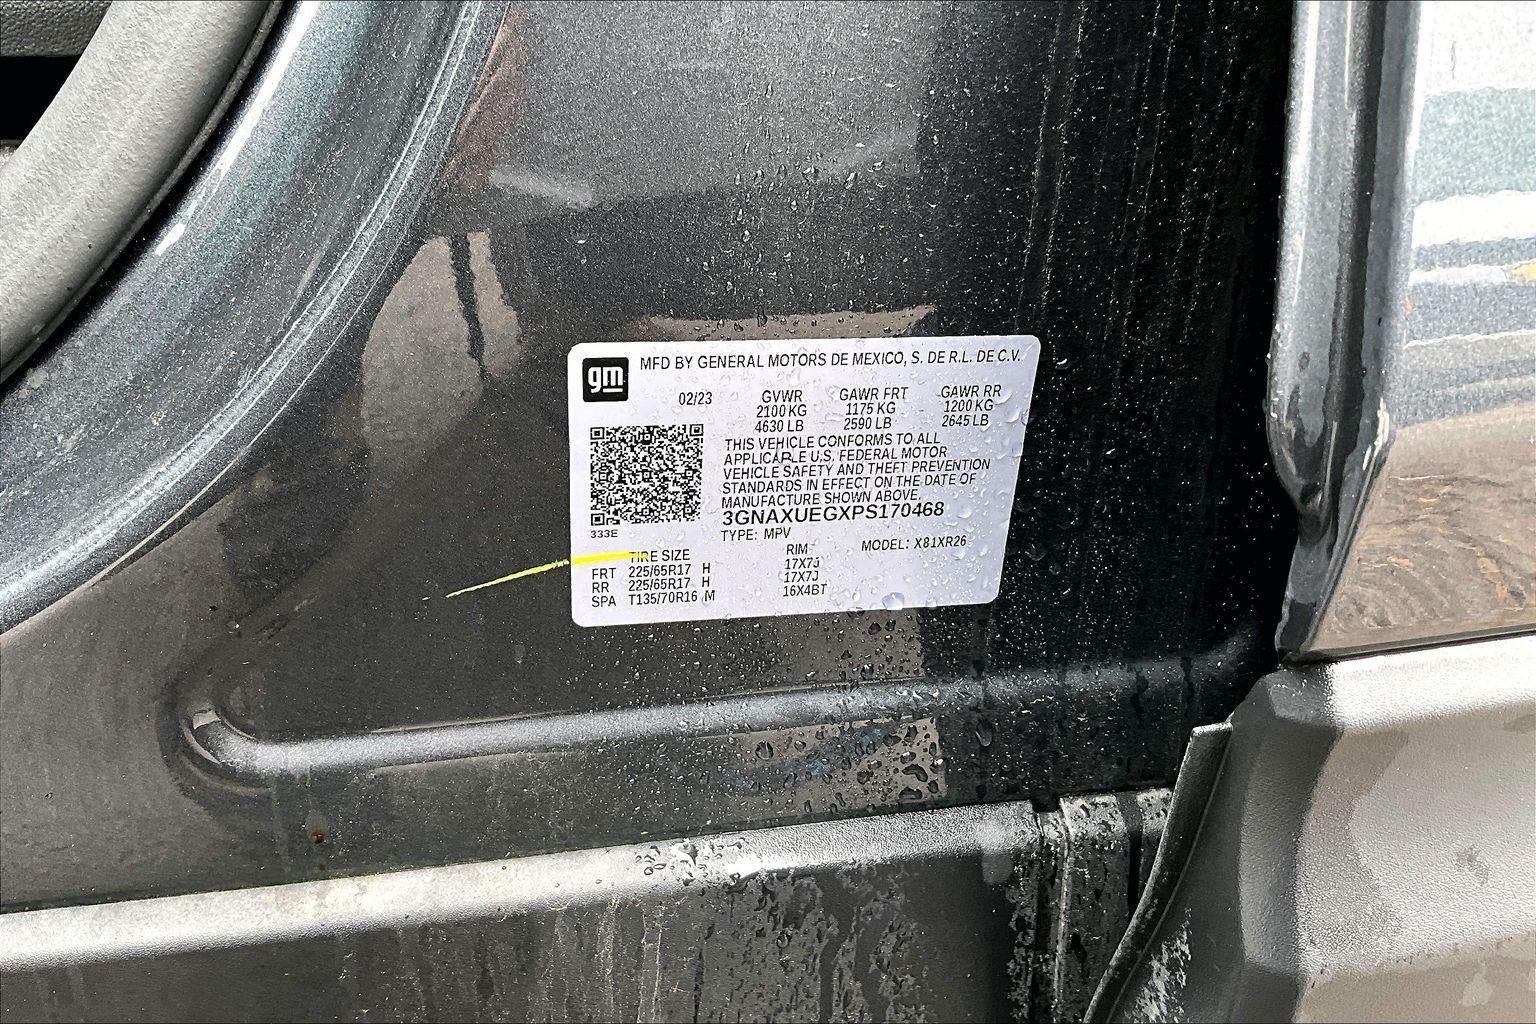 gm
MFD BY GENERAL MOTORS DE MEXICO, S. DE R.L. DE C.V.
02/23 GVWR GAWR FRT GAWR RR
2100 KG 1175 KG 1200 KG
4630 LB 2590 LB 2645 LB
THIS VEHICLE CONFORMS TO ALL
APPLICABLE U.S. FEDERAL MOTOR
VEHICLE SAFETY AND THEFT PREVENTION
STANDARDS IN EFFECT ON THE DATE OF
MANUFACTURE SHOWN ABOVE.
3GNAXUEGXPS170468
333E
TYPE: MPV MODEL: X81XR26
TIRE SIZE RIM
FRT 225/65R17 H 17X7J
RR 225/65R17 H 17X7J
SPA T135/70R16 M 16X4BT